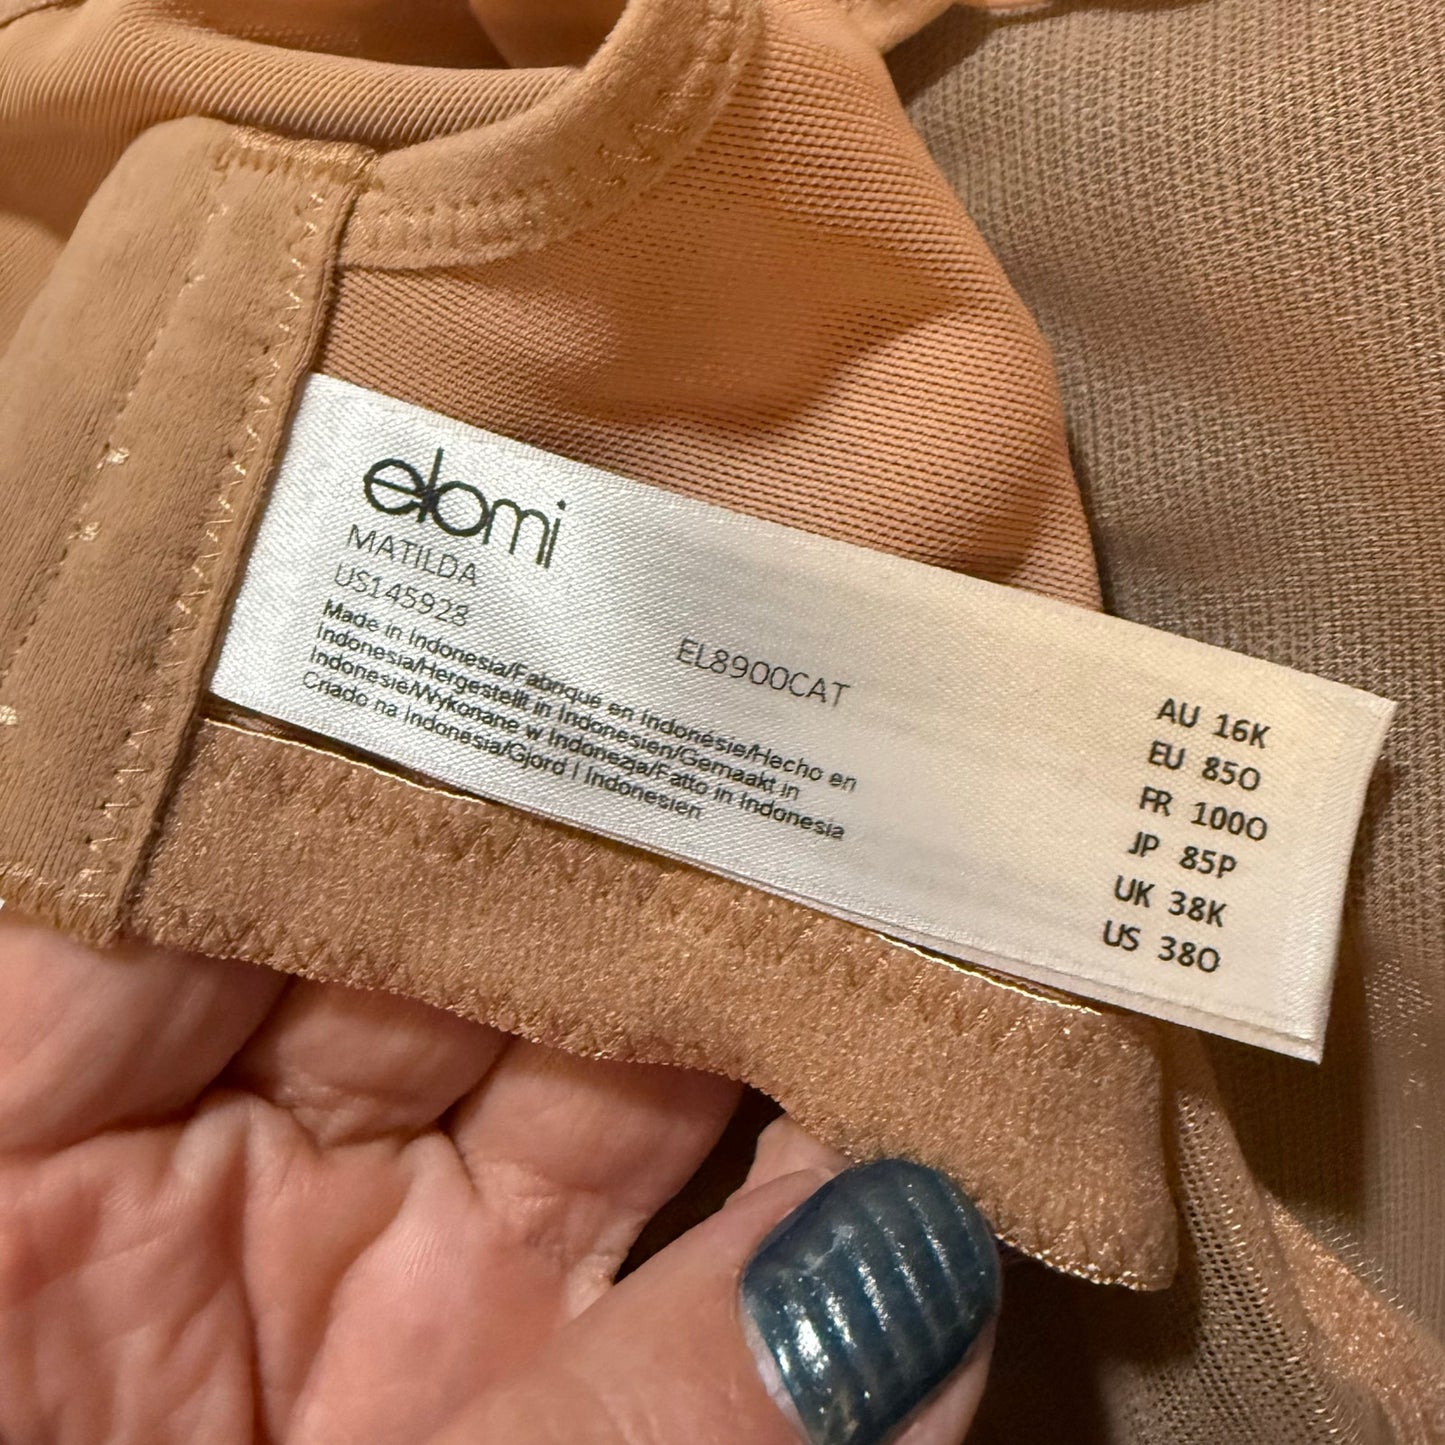 elomi
MATILDA
US145928
EL8900CAT
Made in Indonesia/Fabriqué en Indonésie/Hecho en
Indonesia/Hergestellt in Indonesien/Gemaakt in
Indonesië/Wykonane w Indonezja/Fatto in Indonesia
Criado na Indonesia/Gjord I Indonesien
AU 16K
EU 85O
FR 100O
JP 85P
UK 38K
US 38O